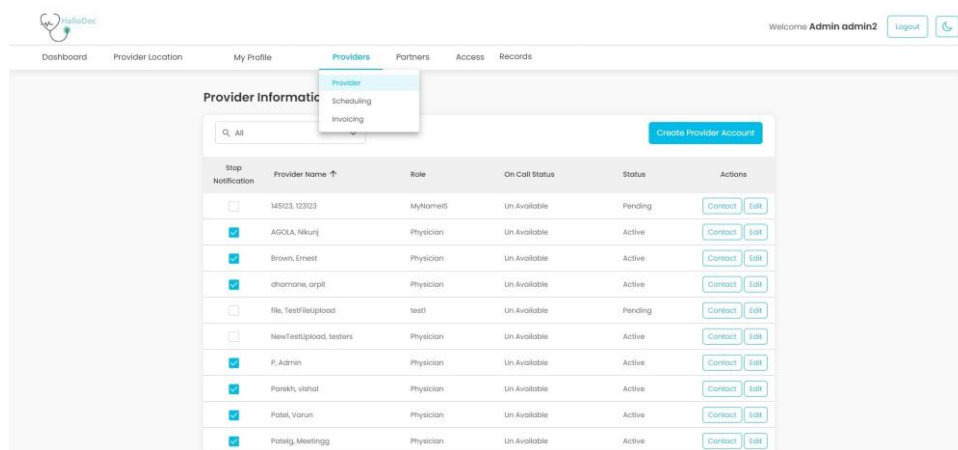 HalloDoc
Welcome Admin admin2 Logout
Dashboard Provider Location My Profile Providers Partners Access Records
Provider
Scheduling
Invoicing
Provider Informatio
All
Create Provider Account
Stop Notification Provider Name ↑ Role On Call Status Status Actions
145123, 123123 MyNameIS Un Available Pending Contact Edit
AGOLA, Nikunj Physician Un Available Active Contact Edit
Brown, Ernest Physician Un Available Active Contact Edit
dhamane, arpit Physician Un Available Active Contact Edit
file, TestFileUpload test1 Un Available Pending Contact Edit
NewTestUpload, testers Physician Un Available Active Contact Edit
P, Admin Physician Un Available Active Contact Edit
Parekh, vishal Physician Un Available Active Contact Edit
Patel, Varun Physician Un Available Active Contact Edit
Patelg, Meetingg Physician Un Available Active Contact Edit